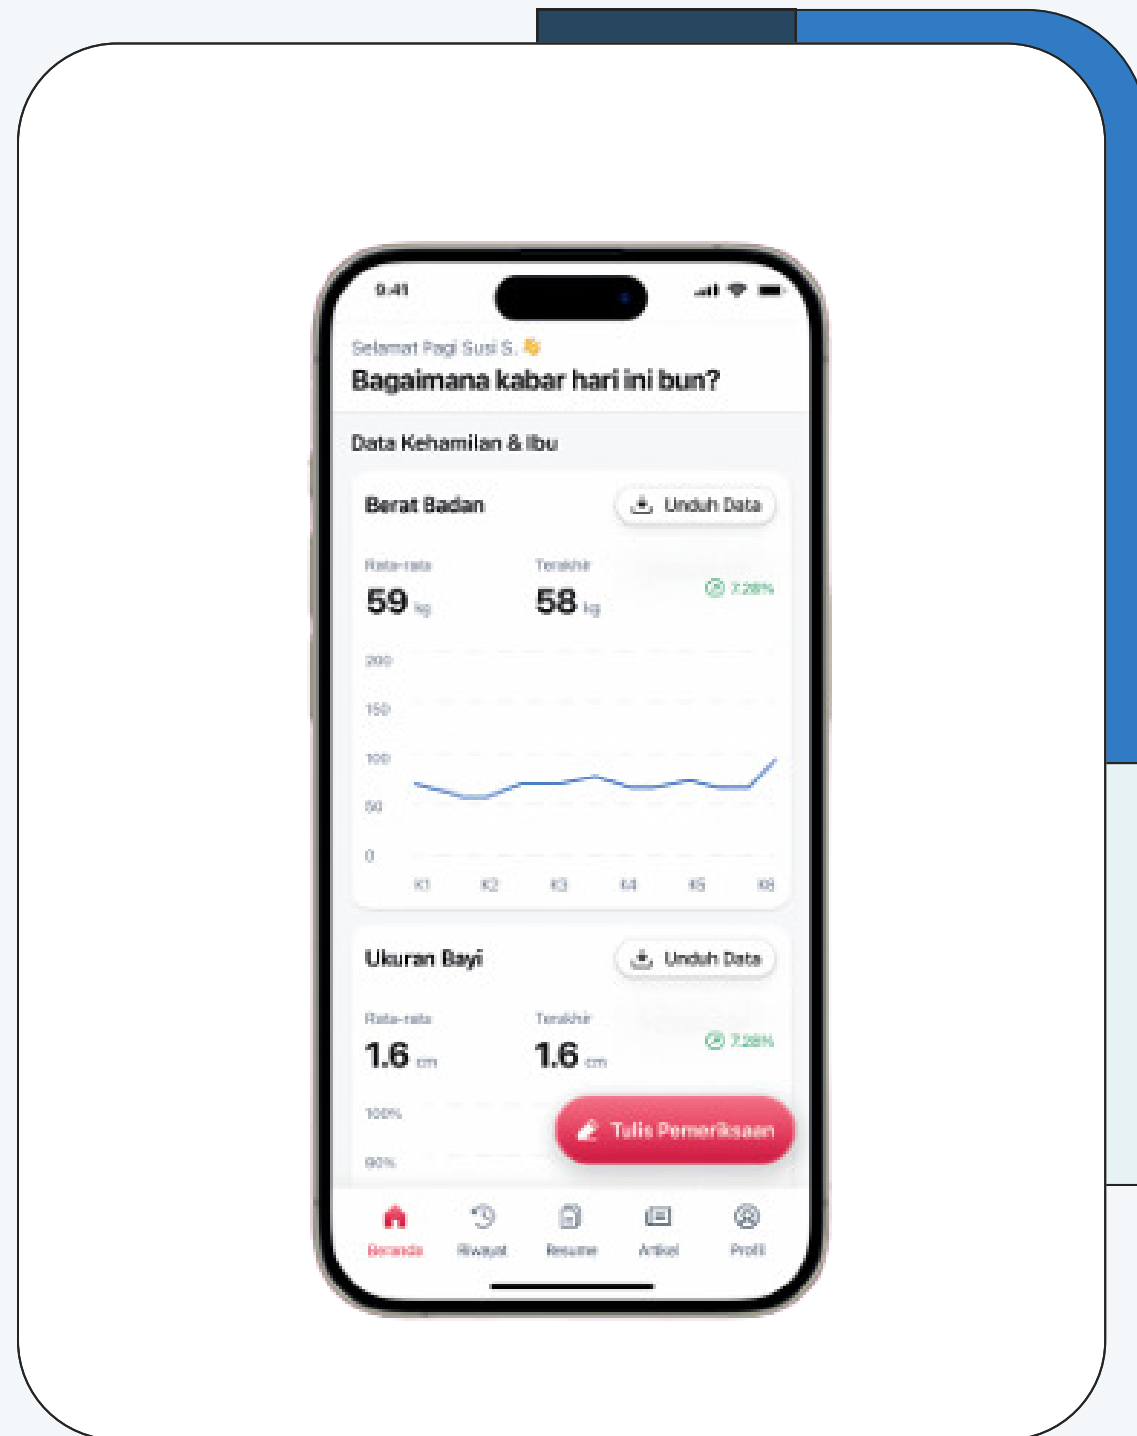 9:41
Selamat Pagi Susi S. 👋
Bagaimana kabar hari ini bun?
Data Kehamilan & Ibu
Berat Badan
Unduh Data
Rata-rata
Terakhir
59 kg
58 kg
7.28%
200
150
100
50
0
K1 K2 K3 K4 K5 K6
Ukuran Bayi
Unduh Data
Rata-rata
Terakhir
1.6 cm
1.6 cm
7.28%
100%
90%
Tulis Pemeriksaan
Beranda Riwayat Resume Artikel Profil